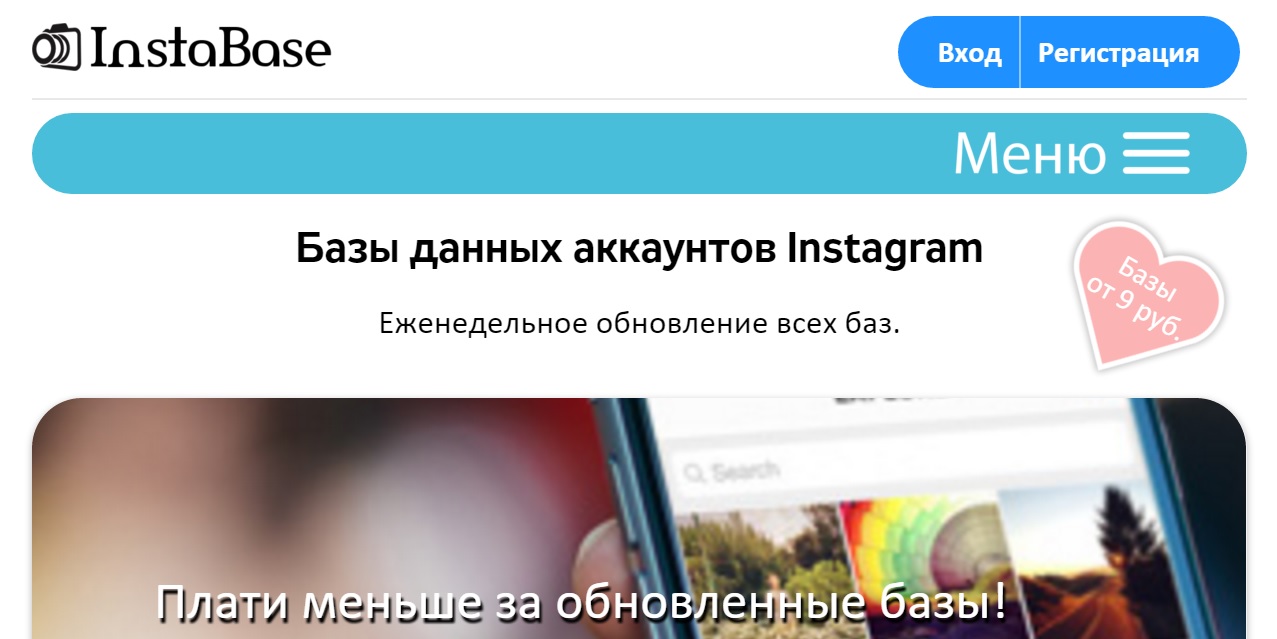 InstaBase
Вход Регистрация
Меню
Базы данных аккаунтов Instagram
Базы
от 9 руб.
Еженедельное обновление всех баз.
Search
Плати меньше за обновленные базы!